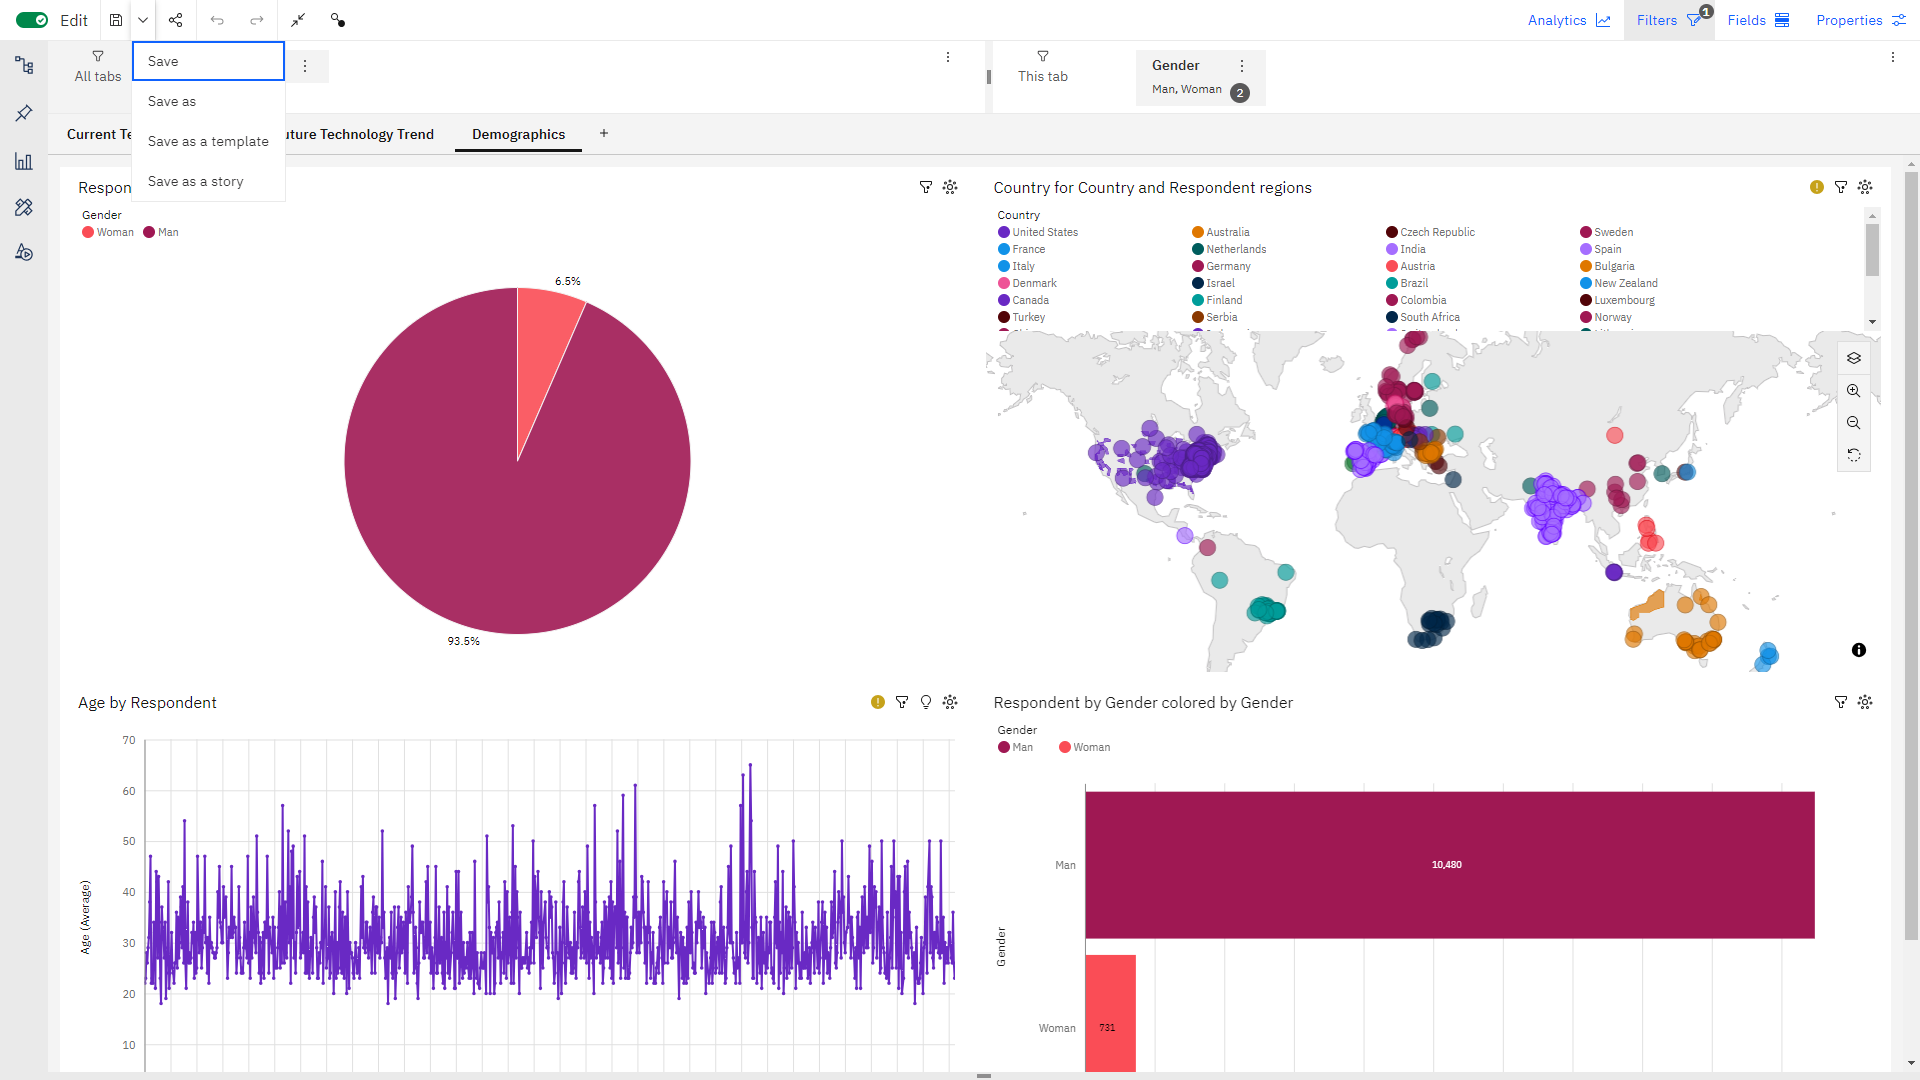 Edit
Analytics
Filters
1
Fields
Properties
All tabs
Save
Save as
Save as a template
Save as a story
This tab
Gender
Man, Woman
2
Current Te
uture Technology Trend
Demographics
+
Respon
Gender
Woman
Man
6.5%
93.5%
Country for Country and Respondent regions
Country
United States
Australia
Czech Republic
Sweden
France
Netherlands
India
Spain
Italy
Germany
Austria
Bulgaria
Denmark
Israel
Brazil
New Zealand
Canada
Finland
Colombia
Luxembourg
Turkey
Serbia
South Africa
Norway
Age by Respondent
70
60
50
40
30
20
10
Age (Average)
Respondent by Gender colored by Gender
Gender
Man
Woman
Gender
Man
10,480
Woman
731